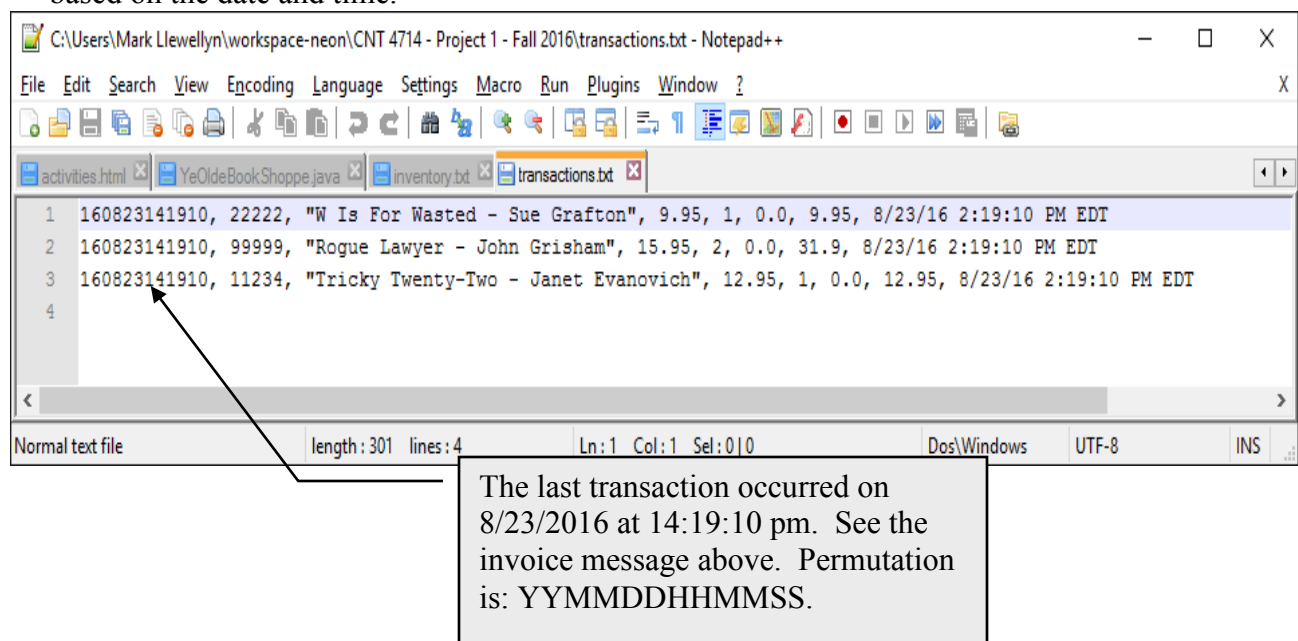 based on the date and time.
C:\Users\Mark Llewellyn\workspace-neon\CNT 4714 - Project 1 - Fall 2016\transactions.txt - Notepad++
File Edit Search View Encoding Language Settings Macro Run Plugins Window ? X
activities.html YeOldeBookShoppe.java inventory.txt transactions.txt
1 160823141910, 22222, "W Is For Wasted - Sue Grafton", 9.95, 1, 0.0, 9.95, 8/23/16 2:19:10 PM EDT
2 160823141910, 99999, "Rogue Lawyer - John Grisham", 15.95, 2, 0.0, 31.9, 8/23/16 2:19:10 PM EDT
3 160823141910, 11234, "Tricky Twenty-Two - Janet Evanovich", 12.95, 1, 0.0, 12.95, 8/23/16 2:19:10 PM EDT
4
Normal text file length : 301 lines : 4 Ln : 1 Col : 1 Sel : 0 | 0 Dos\Windows UTF-8 INS
The last transaction occurred on
8/23/2016 at 14:19:10 pm. See the
invoice message above. Permutation
is: YYMMDDHHMMSS.